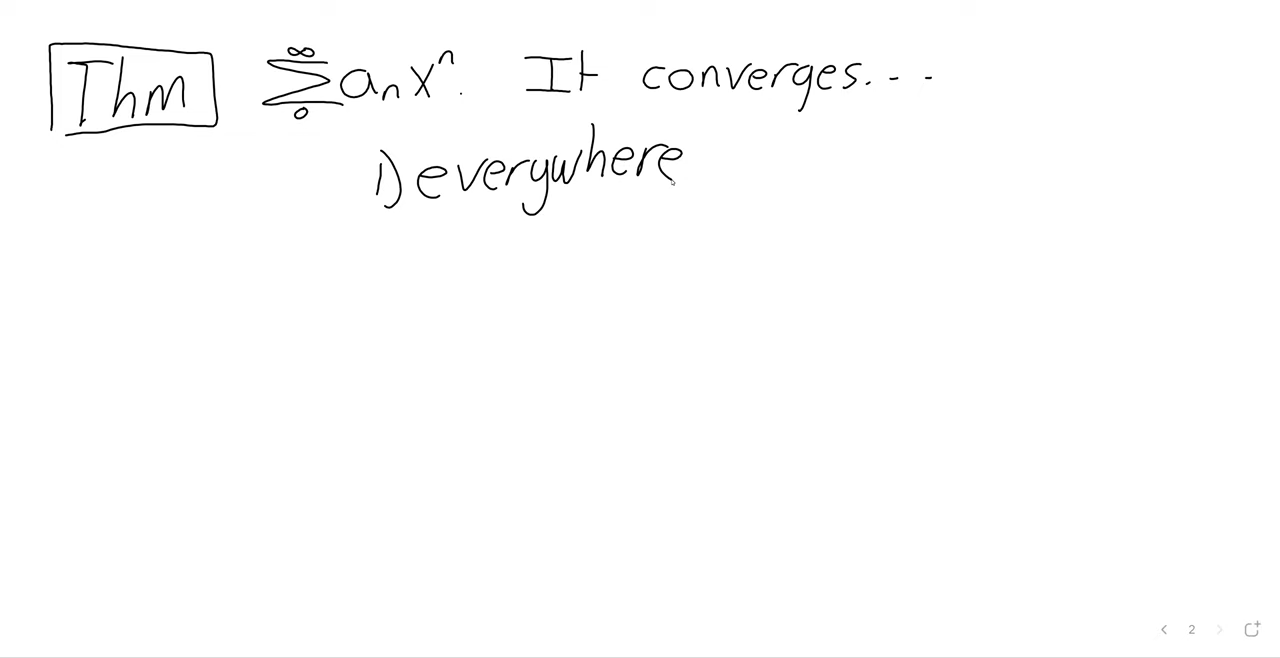 Thm ∑₀^∞ aₙxⁿ. It converges...
1) everywhere
2